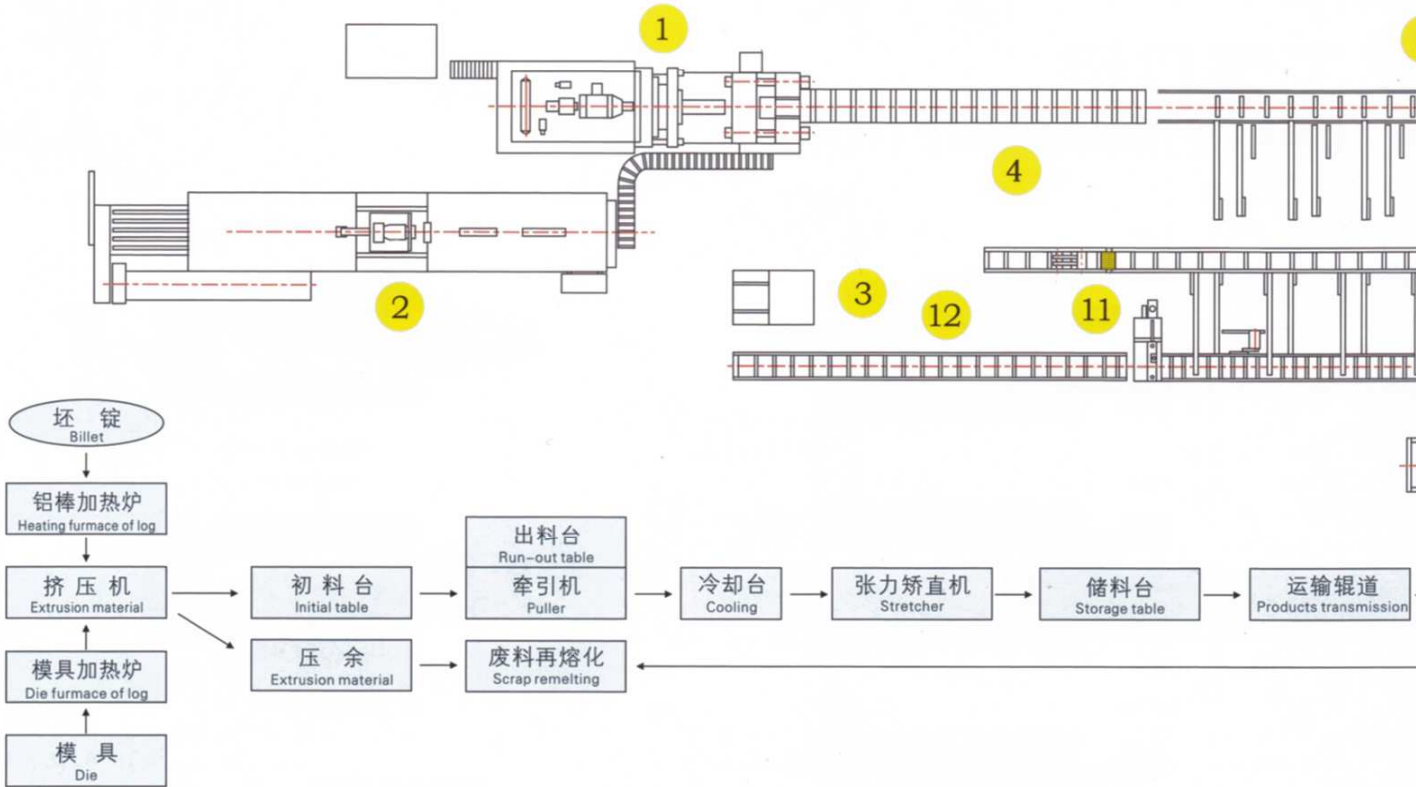 1
4
2
3
12
11
坯 锭
Billet
铝棒加热炉
Heating furmace of log
挤 压 机
Extrusion material
模具加热炉
Die furmace of log
模 具
Die
初 料 台
Initial table
压 余
Extrusion material
出料台
Run-out table
牵引机
Puller
废料再熔化
Scrap remelting
冷却台
Cooling
张力矫直机
Stretcher
储料台
Storage table
运输辊道
Products transmission